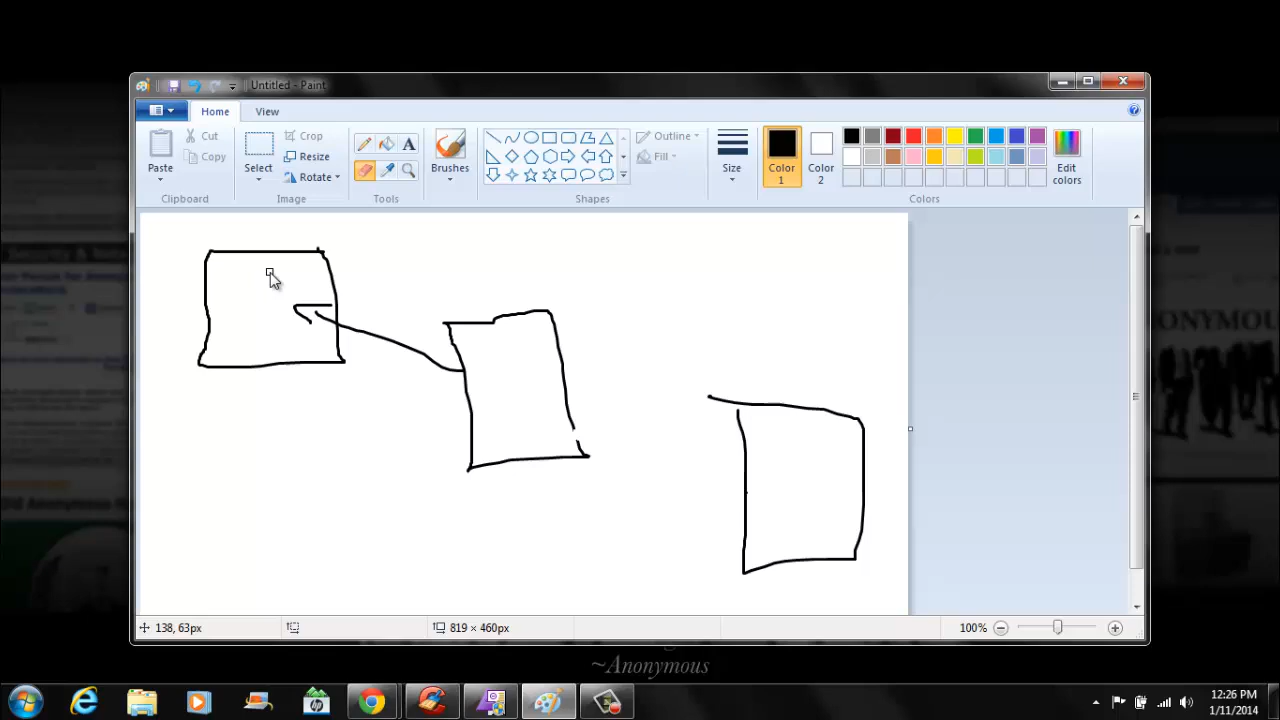 Untitled - Paint
Home
View
Paste
Cut
Copy
Clipboard
Select
Crop
Resize
Rotate
Image
Tools
Brushes
Outline
Fill
Shapes
Size
Color
1
Color
2
Edit
colors
Colors
138, 63px
819 × 460px
100%
~Anonymous
12:26 PM
1/11/2014